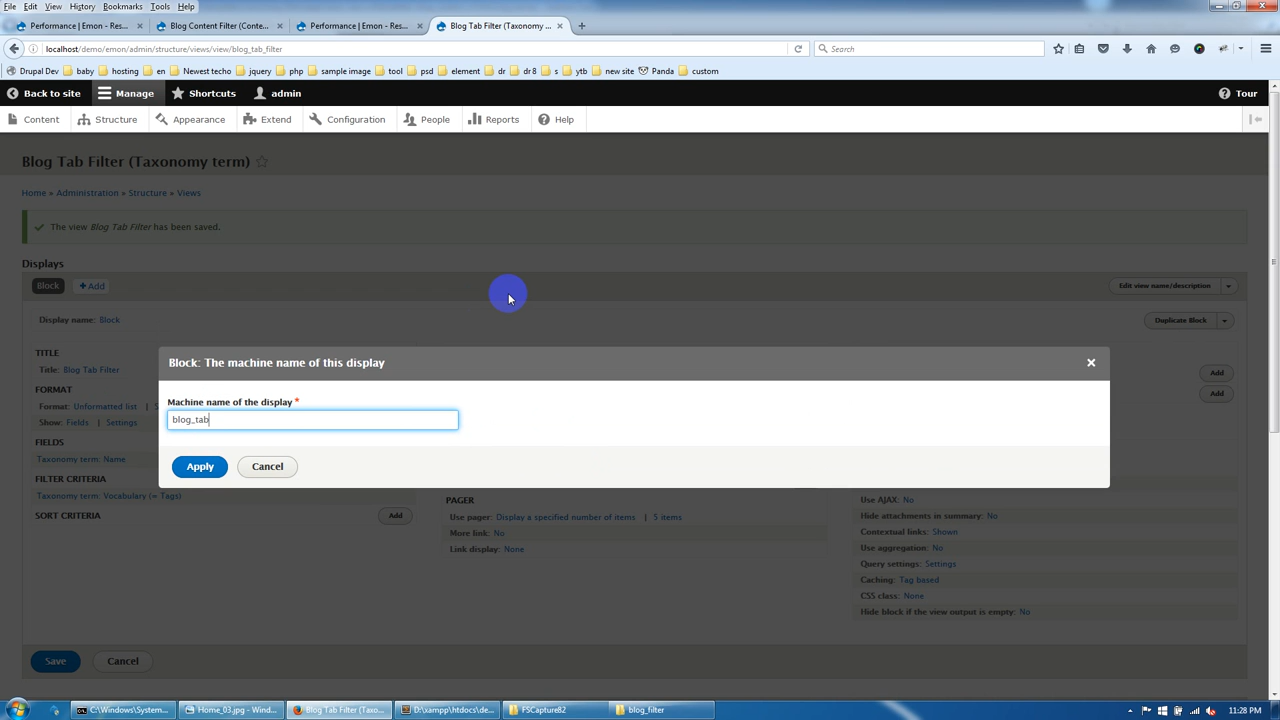 File Edit View History Bookmarks Tools Help
Performance | Emon - Res... × Blog Content Filter (Conte... × Performance | Emon - Res... × Blog Tab Filter (Taxonomy ... × +
localhost/demo/emon/admin/structure/views/view/blog_tab_filter Search
Drupal Dev baby hosting en Newest techo jquery php sample image tool psd element dr dr8 s ytb new site Panda custom
Back to site Manage Shortcuts admin Tour
Content Structure Appearance Extend Configuration People Reports Help
Blog Tab Filter (Taxonomy term)
Home » Administration » Structure » Views
The view Blog Tab Filter has been saved.
Displays
Block + Add Edit view name/description
Display name: Block Duplicate Block
TITLE
Title: Blog Tab Filter Add
FORMAT Add
Format: Unformatted list | S
Show: Fields | Settings
FIELDS
Taxonomy term: Name
FILTER CRITERIA
Taxonomy term: Vocabulary (= Tags)
SORT CRITERIA Add
Block: The machine name of this display ×
Machine name of the display *
blog_tab
Apply Cancel
PAGER
Use pager: Display a specified number of items | 5 items
More link: No
Link display: None
Use AJAX: No
Hide attachments in summary: No
Contextual links: Shown
Use aggregation: No
Query settings: Settings
Caching: Tag based
CSS class: None
Hide block if the view output is empty: No
Save Cancel
C:\Windows\System... Home_03.jpg - Wind... Blog Tab Filter (Taxo... D:\xampp\htdocs\de... FSCapture82 blog_filter 11:28 PM